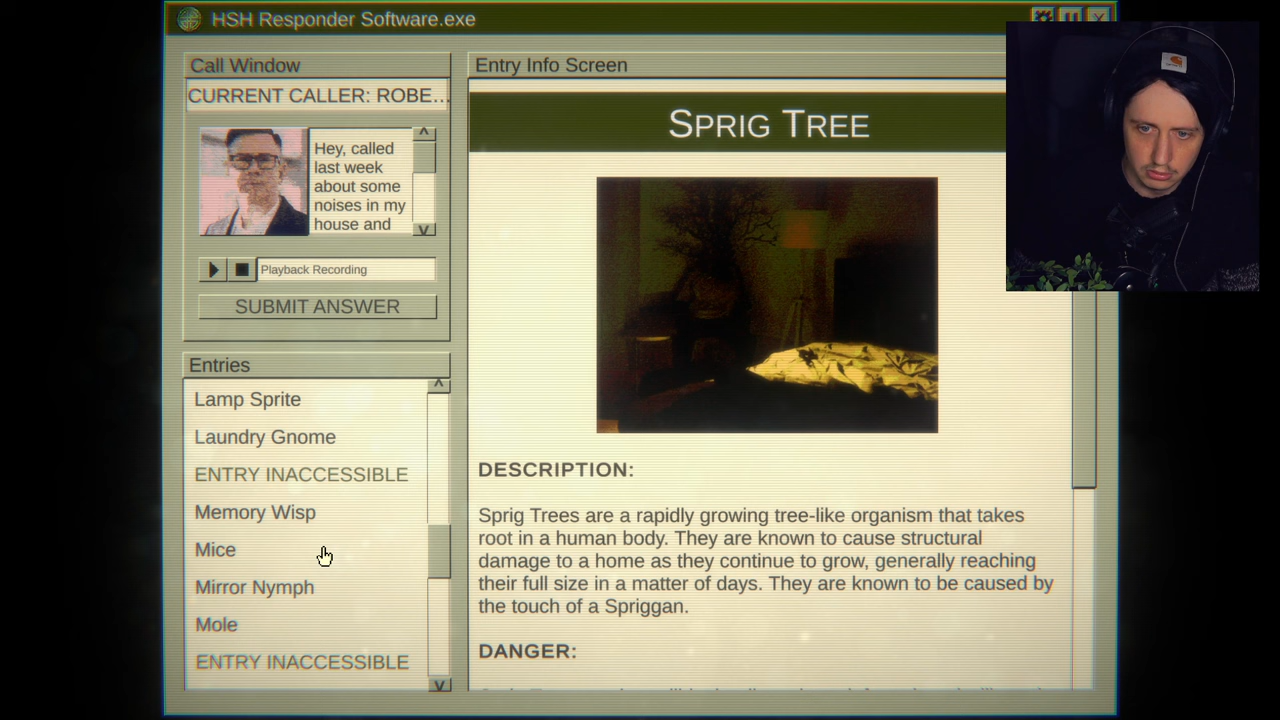 HSH Responder Software.exe
X
Call Window
CURRENT CALLER: ROBE...
Hey, called
last week
about some
noises in my
house and
Playback Recording
SUBMIT ANSWER
Entries
Lamp Sprite
Laundry Gnome
ENTRY INACCESSIBLE
Memory Wisp
Mice
Mirror Nymph
Mole
ENTRY INACCESSIBLE
Entry Info Screen
SPRIG TREE
DESCRIPTION:
Sprig Trees are a rapidly growing tree-like organism that takes
root in a human body. They are known to cause structural
damage to a home as they continue to grow, generally reaching
their full size in a matter of days. They are known to be caused by
the touch of a Spriggan.
DANGER: